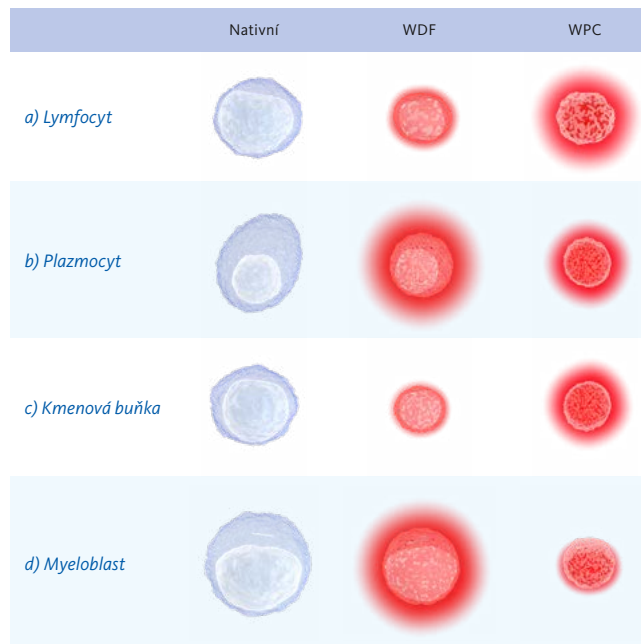 Nativní WDF WPC
a) Lymfocyt
b) Plazmocyt
c) Kmenová buňka
d) Myeloblast